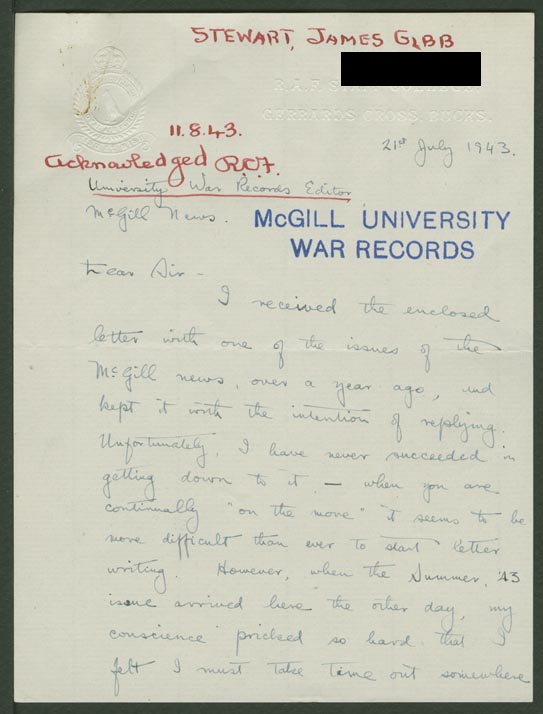 STEWART, JAMES GIBB
R.A.F. STAFF COLLEGE,
GERRARDS CROSS, BUCKS.
11.8.43.
21st July 1943.
Acknowledged R.C.F.
University War Records Editor
McGill News.
McGILL UNIVERSITY
WAR RECORDS
Dear Sir -
I received the enclosed
letter with one of the issues of the
McGill news, over a year ago, and
kept it with the intention of replying.
Unfortunately, I have never succeeded in
getting down to it, – when you are
continually "on the move" it seems to be
more difficult than ever to start letter
writing. However, when the Summer, '43
issue arrived here the other day, my
conscience pricked so hard that I
felt I must take time out somewhere